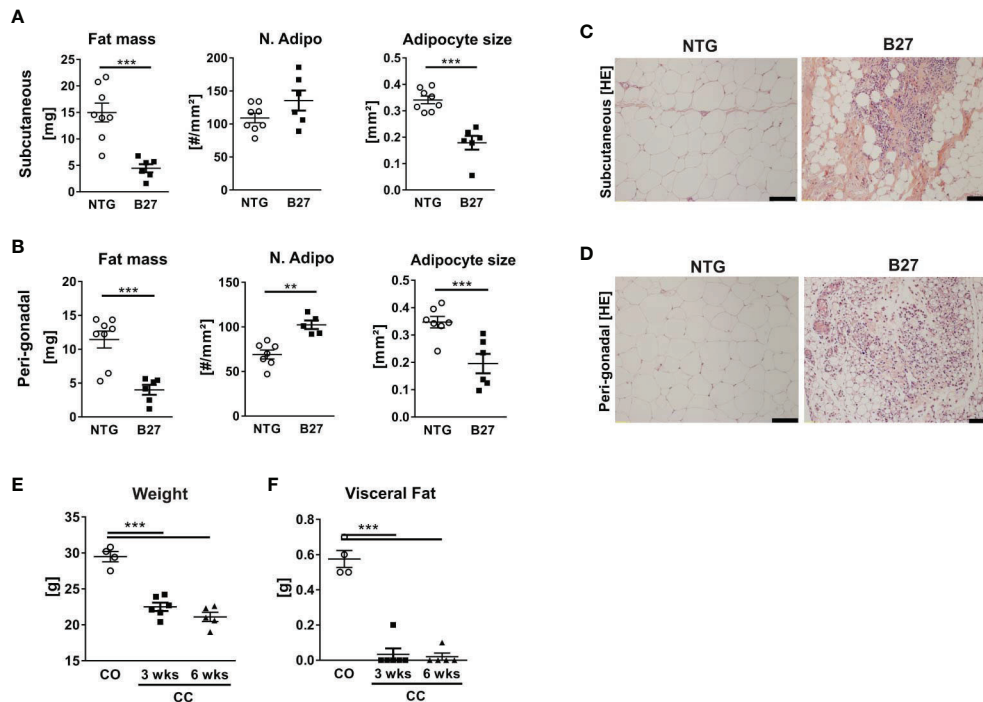 A
Fat mass
N. Adipo
Adipocyte size
Subcutaneous
[mg]
25
20
15
10
5
0
***
NTG B27
[#/mm²]
200
150
100
50
0
NTG B27
[mm²]
0.4
0.3
0.2
0.1
0.0
***
NTG B27
B
Fat mass
N. Adipo
Adipocyte size
Peri-gonadal
[mg]
20
15
10
5
0
***
NTG B27
[#/mm²]
150
100
50
0
**
NTG B27
[mm²]
0.5
0.4
0.3
0.2
0.1
0.0
***
NTG B27
C
NTG
B27
Subcutaneous [HE]
D
NTG
B27
Peri-gonadal [HE]
E
Weight
[g]
35
30
25
20
15
***
CO 3 wks 6 wks
CC
F
Visceral Fat
[g]
0.8
0.6
0.4
0.2
0.0
***
CO 3 wks 6 wks
CC